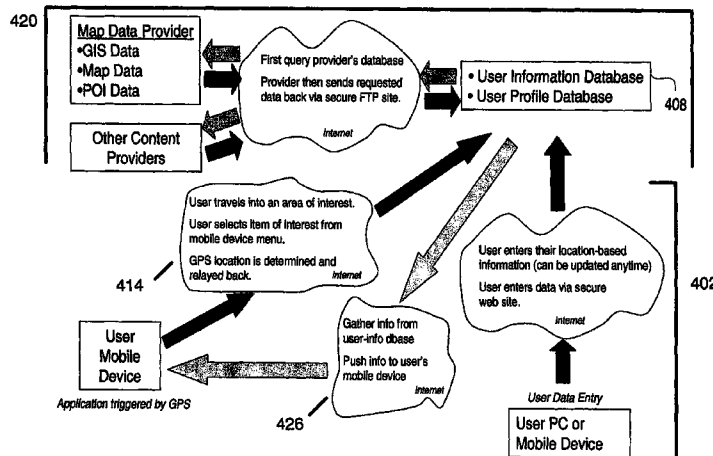 420
Map Data Provider
•GIS Data
•Map Data
•POI Data
Other Content
Providers
First query provider's database
Provider then sends requested
data back via secure FTP site.
Internet
• User Information Database
• User Profile Database
408
User travels into an area of interest.
User selects item of Interest from
mobile device menu.
GPS location is determined and
relayed back.
Internet
414
User enters their location-based
information (can be updated anytime)
User enters data via secure
web site.
Internet
402
User
Mobile
Device
Application triggered by GPS
Gather info from
user-info dbase
Push info to user's
mobile device
Internet
426
User Data Entry
User PC or
Mobile Device